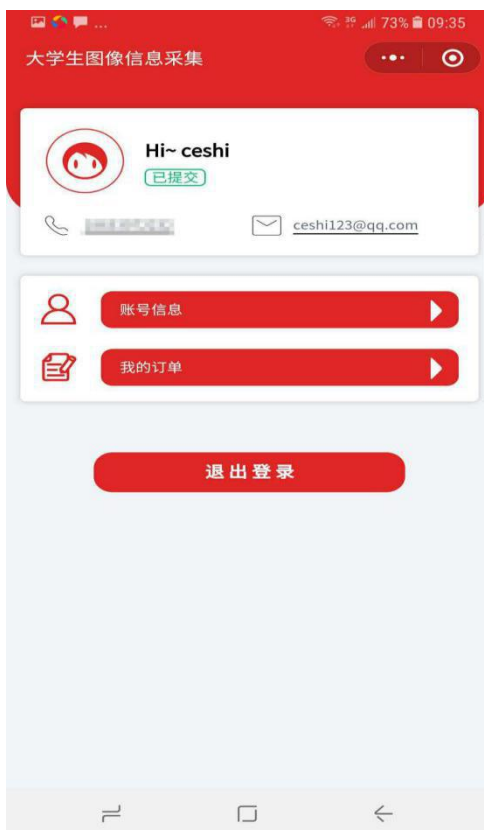 ... 3G 73% 09:35
大学生图像信息采集
Hi~ ceshi
已提交
ceshi123@qq.com
账号信息
我的订单
退出登录